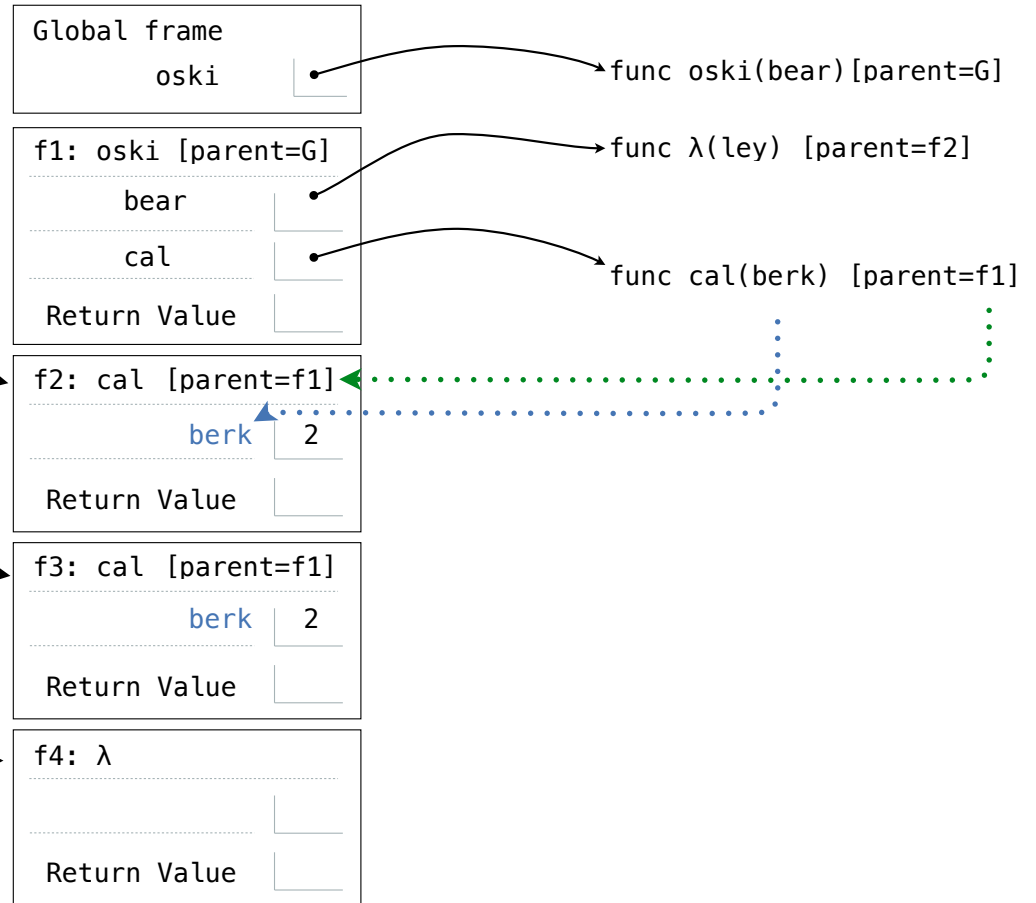 Global frame
oski
func oski(bear)[parent=G]
f1: oski [parent=G]
func λ(ley) [parent=f2]
bear
cal
func cal(berk) [parent=f1]
Return Value
f2: cal [parent=f1]
berk 2
Return Value
f3: cal [parent=f1]
berk 2
Return Value
f4: λ
Return Value